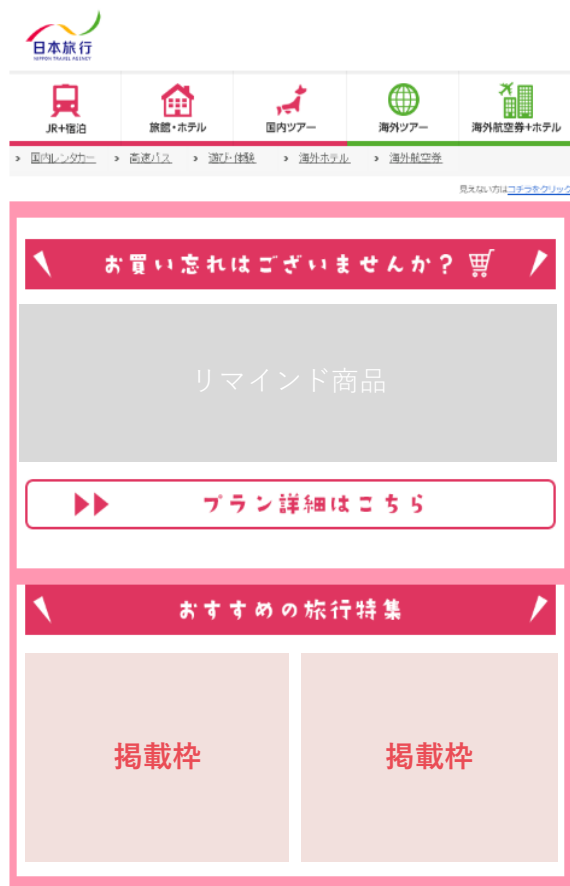 日本旅行
NIPPON TRAVEL AGENCY
JR+宿泊
旅館・ホテル
国内ツアー
海外ツアー
海外航空券+ホテル
› 国内レンタカー › 高速バス › 遊び・体験 › 海外ホテル › 海外航空券
見えない方はコチラをクリック
お買い忘れはございませんか?
リマインド商品
プラン詳細はこちら
おすすめの旅行特集
掲載枠
掲載枠